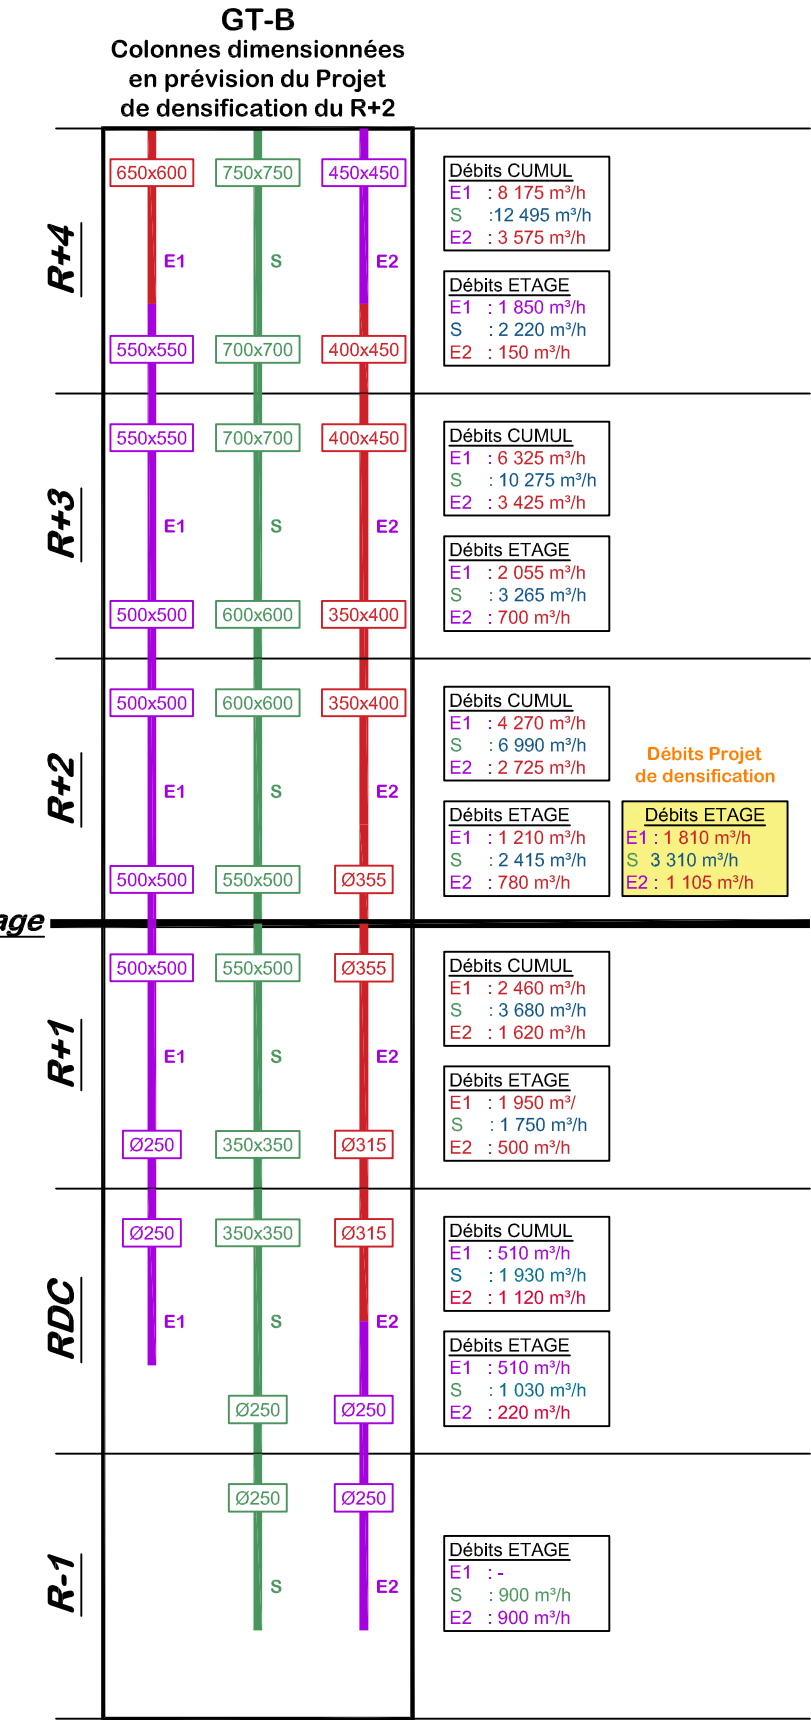 GT-B
Colonnes dimensionnées
en prévision du Projet
de densification du R+2
R+4
650x600
750x750
450x450
E1
S
E2
550x550
700x700
400x450
Débits CUMUL
E1 : 8 175 m³/h
S :12 495 m³/h
E2 : 3 575 m³/h
Débits ETAGE
E1 : 1 850 m³/h
S : 2 220 m³/h
E2 : 150 m³/h
R+3
550x550
700x700
400x450
E1
S
E2
500x500
600x600
350x400
Débits CUMUL
E1 : 6 325 m³/h
S : 10 275 m³/h
E2 : 3 425 m³/h
Débits ETAGE
E1 : 2 055 m³/h
S : 3 265 m³/h
E2 : 700 m³/h
R+2
500x500
600x600
350x400
E1
S
E2
500x500
550x500
Ø355
Débits CUMUL
E1 : 4 270 m³/h
S : 6 990 m³/h
E2 : 2 725 m³/h
Débits ETAGE
E1 : 1 210 m³/h
S : 2 415 m³/h
E2 : 780 m³/h
Débits Projet
de densification
Débits ETAGE
E1 : 1 810 m³/h
S 3 310 m³/h
E2 : 1 105 m³/h
age
R+1
500x500
550x500
Ø355
E1
S
E2
Ø250
350x350
Ø315
Débits CUMUL
E1 : 2 460 m³/h
S : 3 680 m³/h
E2 : 1 620 m³/h
Débits ETAGE
E1 : 1 950 m³/
S : 1 750 m³/h
E2 : 500 m³/h
RDC
Ø250
350x350
Ø315
E1
S
E2
Ø250
Ø250
Débits CUMUL
E1 : 510 m³/h
S : 1 930 m³/h
E2 : 1 120 m³/h
Débits ETAGE
E1 : 510 m³/h
S : 1 030 m³/h
E2 : 220 m³/h
R-1
Ø250
Ø250
S
E2
Débits ETAGE
E1 : -
S : 900 m³/h
E2 : 900 m³/h